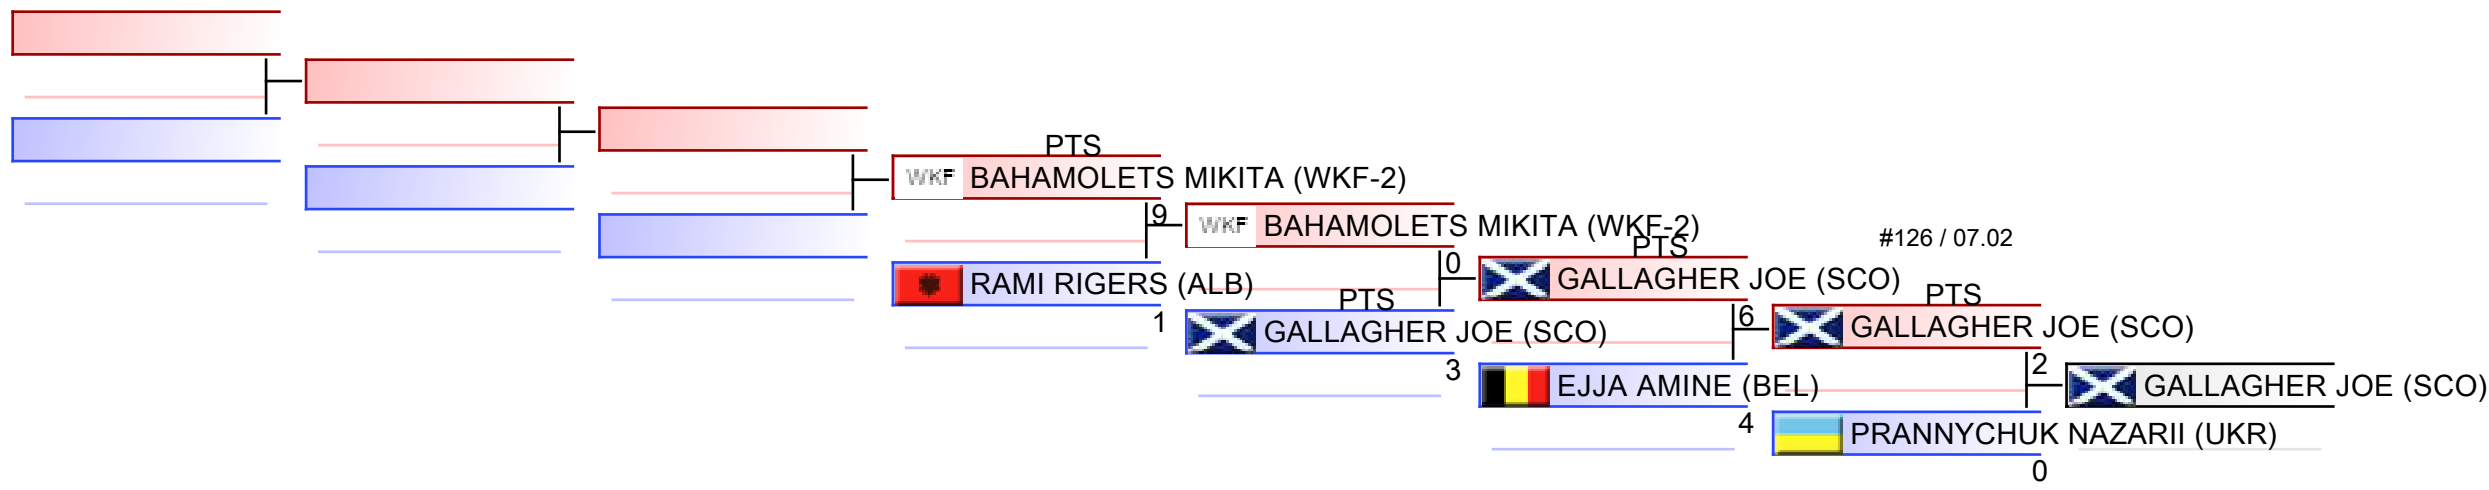 PTS
WKF BAHAMOLETS MIKITA (WKF-2)
9
RAMI RIGERS (ALB)
1
WKF BAHAMOLETS MIKITA (WKF-2)
0
PTS
GALLAGHER JOE (SCO)
3
PTS
GALLAGHER JOE (SCO)
6
EJJA AMINE (BEL)
4
#126 / 07.02
PTS
GALLAGHER JOE (SCO)
2
PRANNYCHUK NAZARII (UKR)
0
GALLAGHER JOE (SCO)